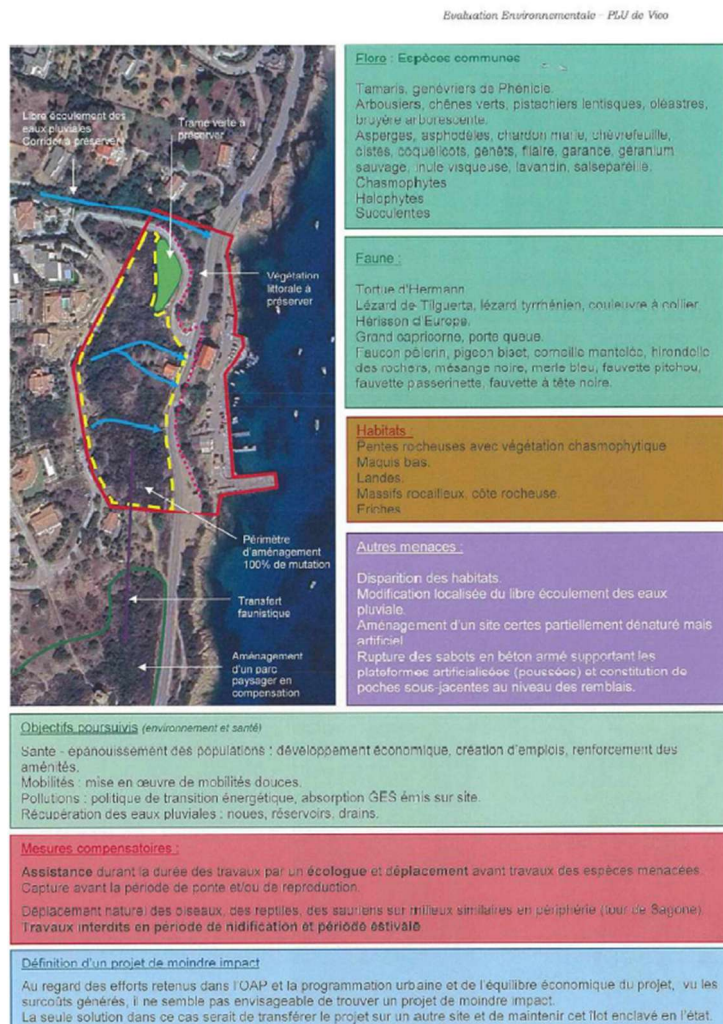 Evaluation Environnementale – PLU de Vico
Libre écoulement des
eaux pluviales
Corridor à préserver
Trame verte à
préserver
Végétation
littorale à
préserver
Périmètre
d'aménagement
100% de mutation
Transfert
faunistique
Aménagement
d'un parc
paysager en
compensation
Flore : Espèces communes
Tamaris, genévriers de Phénicie.
Arbousiers, chênes verts, pistachiers lentisques, oléastres,
bruyère arborescente.
Asperges, asphodèles, chardon marie, chèvrefeuille,
cistes, coquelicots, genêts, filaire, garance, géranium
sauvage, inule visqueuse, lavandin, salsepareille.
Chasmophytes
Halophytes
Succulentes
Faune :
Tortue d'Hermann
Lézard de Tilguerta, lézard tyrrhénien, couleuvre à collier
Hérisson d'Europe.
Grand capricorne, porte queue.
Faucon pèlerin, pigeon biset, corneille mantelée, hirondelle
des rochers, mésange noire, merle bleu, fauvette pitchou,
fauvette passerinette, fauvette à tête noire.
Habitats :
Pentes rocheuses avec végétation chasmophytique
Maquis bas.
Landes.
Massifs rocailleux, côte rocheuse.
Friches
Autres menaces :
Disparition des habitats.
Modification localisée du libre écoulement des eaux
pluviale.
Aménagement d'un site certes partiellement dénaturé mais
artificiel
Rupture des sabots en béton armé supportant les
plateformes artificialisées (poussées) et constitution de
poches sous-jacentes au niveau des remblais.
Objectifs poursuivis (environnement et santé)
Santé - épanouissement des populations : développement économique, création d'emplois, renforcement des
aménités.
Mobilités : mise en œuvre de mobilités douces.
Pollutions : politique de transition énergétique, absorption GES émis sur site.
Récupération des eaux pluviales : noues, réservoirs, drains.
Mesures compensatoires :
Assistance durant la durée des travaux par un écologue et déplacement avant travaux des espèces menacées.
Capture avant la période de ponte et/ou de reproduction.
Déplacement naturel des oiseaux, des reptiles, des sauriens sur milieux similaires en périphérie (tour de Sagone).
Travaux interdits en période de nidification et période estivale
Définition d'un projet de moindre impact
Au regard des efforts retenus dans l'OAP et la programmation urbaine et de l'équilibre économique du projet, vu les
surcoûts générés, il ne semble pas envisageable de trouver un projet de moindre impact.
La seule solution dans ce cas serait de transférer le projet sur un autre site et de maintenir cet îlot enclavé en l'état.